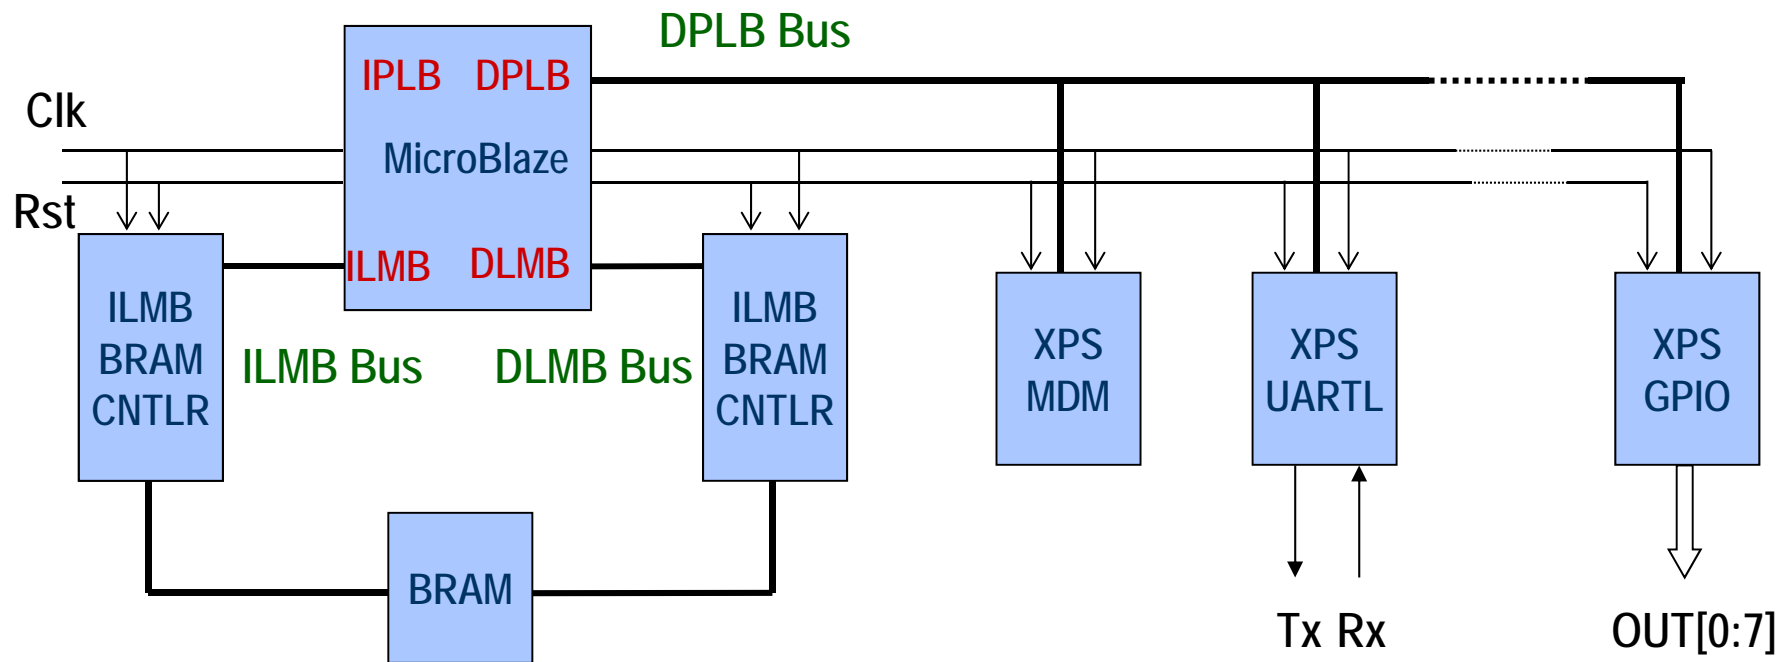 DPLB Bus
IPLB DPLB
Clk
MicroBlaze
Rst
ILMB DLMB
ILMB
BRAM
CNTLR
ILMB Bus
DLMB Bus
ILMB
BRAM
CNTLR
XPS
MDM
XPS
UARTL
XPS
GPIO
BRAM
Tx Rx
OUT[0:7]